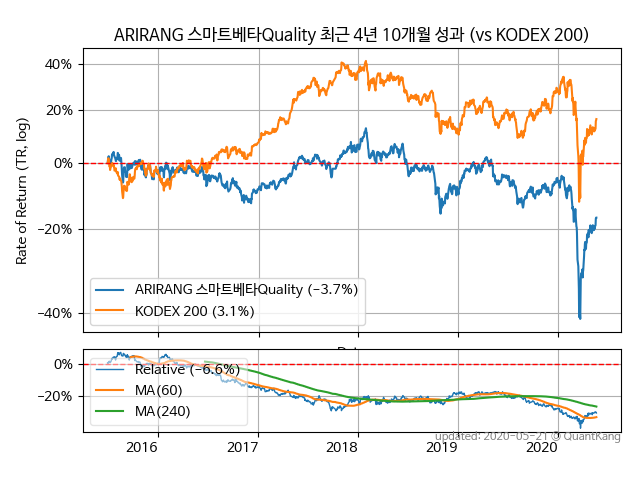 ARIRANG 스마트베타Quality 최근 4년 10개월 성과 (vs KODEX 200)
Rate of Return (TR, log)
40%
20%
0%
−20%
−40%
ARIRANG 스마트베타Quality (−3.7%)
KODEX 200 (3.1%)
0%
−20%
Relative (−6.6%)
MA(60)
MA(240)
updated: 2020-05-21 © QuantKang
2016
2017
2018
2019
2020